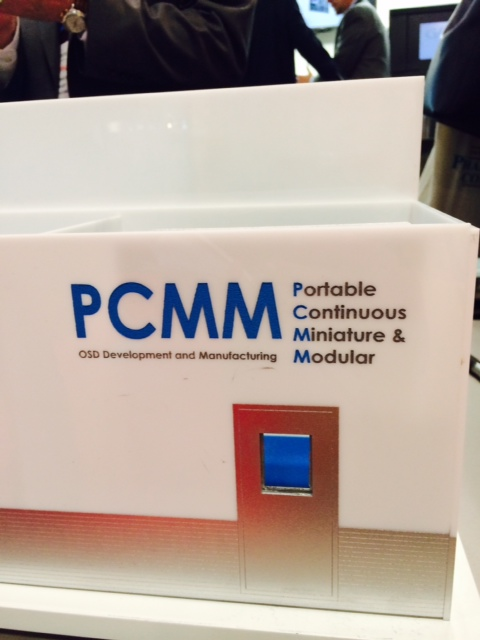 PCMM
OSD Development and Manufacturing
Portable
Continuous
Miniature &
Modular